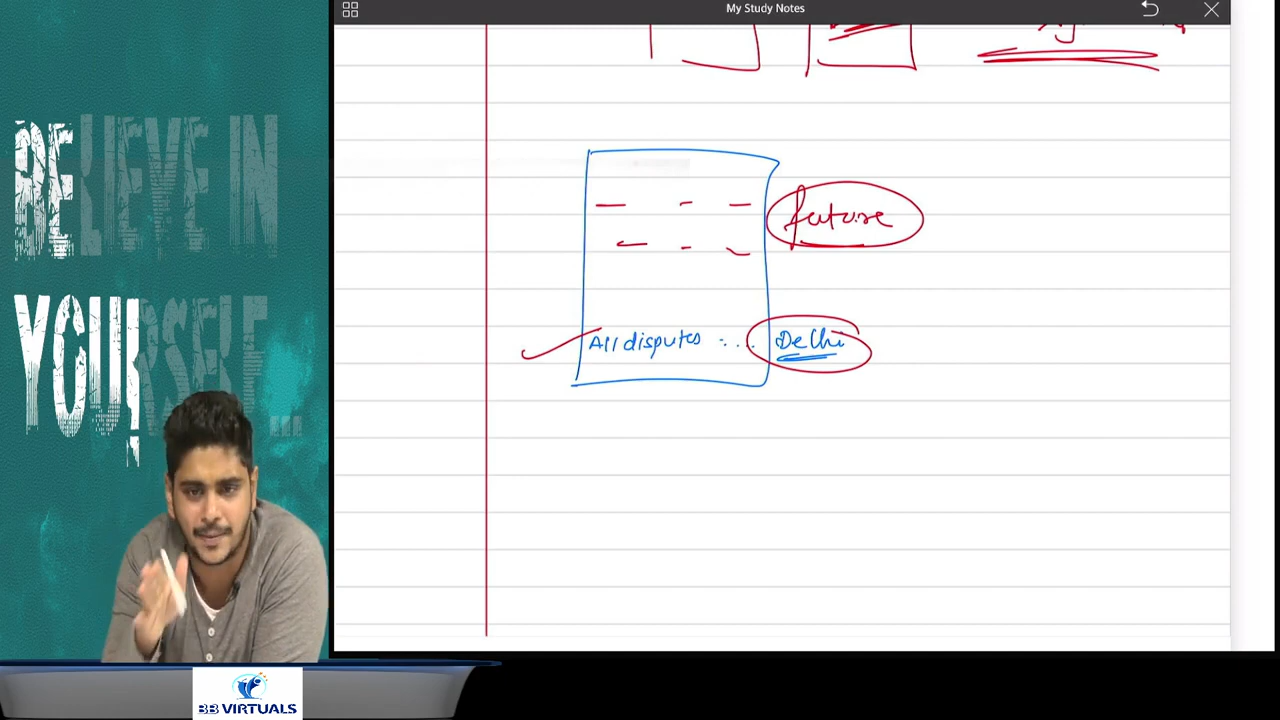 My Study Notes
BELIEVE IN
YOURSELF...
future
All disputes ... Delhi
BB VIRTUALS